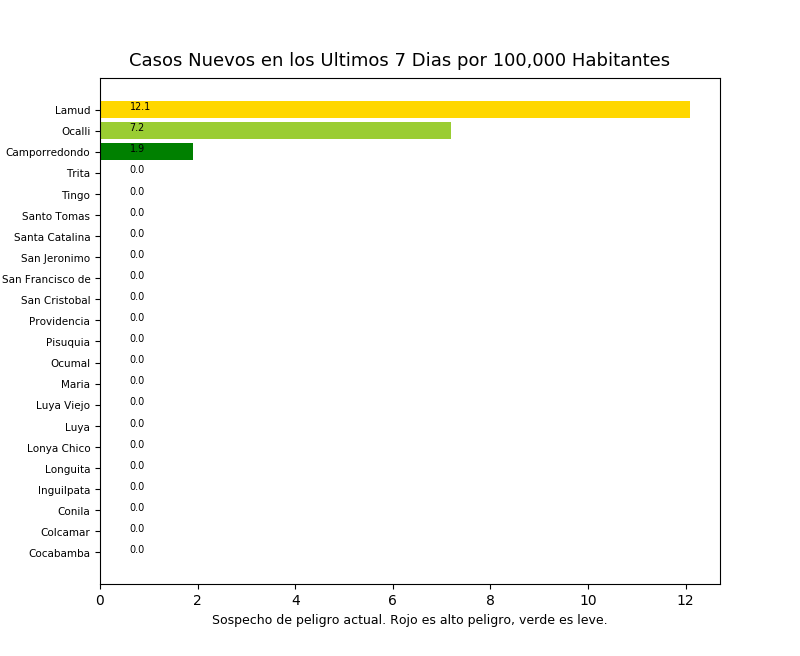 Casos Nuevos en los Ultimos 7 Dias por 100,000 Habitantes
Lamud 12.1
Ocalli 7.2
Camporredondo 1.9
Trita 0.0
Tingo 0.0
Santo Tomas 0.0
Santa Catalina 0.0
San Jeronimo 0.0
San Francisco de 0.0
San Cristobal 0.0
Providencia 0.0
Pisuquia 0.0
Ocumal 0.0
Maria 0.0
Luya Viejo 0.0
Luya 0.0
Lonya Chico 0.0
Longuita 0.0
Inguilpata 0.0
Conila 0.0
Colcamar 0.0
Cocabamba 0.0
0 2 4 6 8 10 12
Sospecho de peligro actual. Rojo es alto peligro, verde es leve.